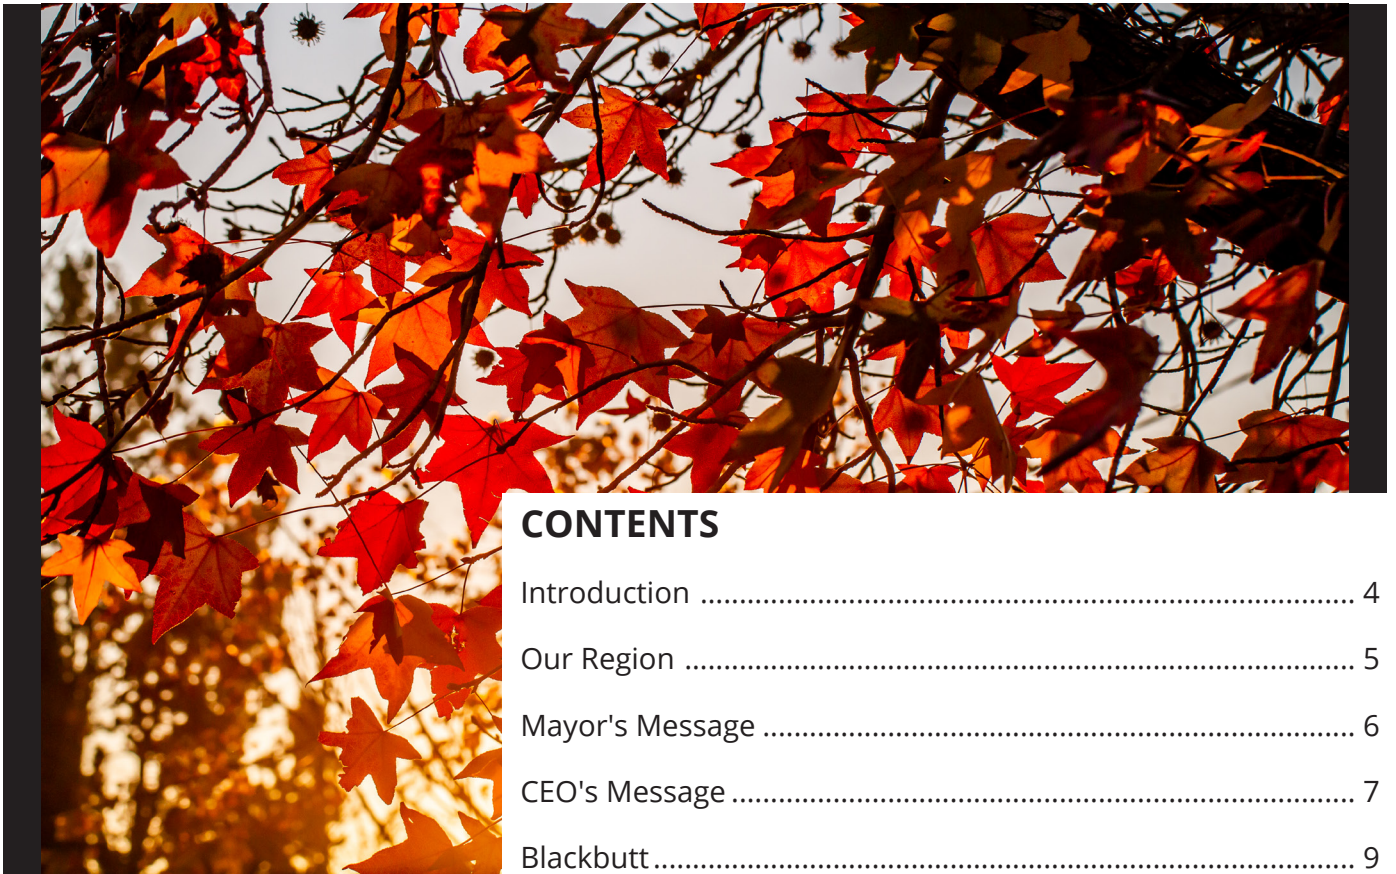 CONTENTS
Introduction ........................................................................................ 4
Our Region .......................................................................................... 5
Mayor's Message ............................................................................... 6
CEO's Message ................................................................................... 7
Blackbutt ............................................................................................. 9